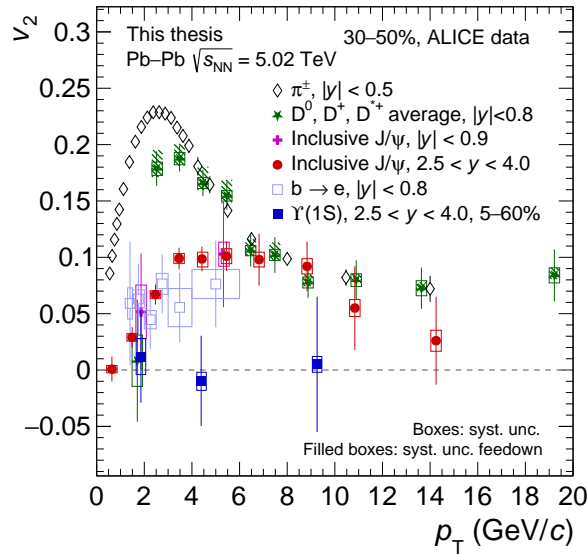 v₂
This thesis
Pb–Pb √sNN = 5.02 TeV
30–50%, ALICE data
π±, |y| < 0.5
D⁰, D⁺, D*⁺ average, |y|<0.8
Inclusive J/ψ, |y| < 0.9
Inclusive J/ψ, 2.5 < y < 4.0
b → e, |y| < 0.8
ϒ(1S), 2.5 < y < 4.0, 5–60%
0.3
0.25
0.2
0.15
0.1
0.05
0
−0.05
Boxes: syst. unc.
Filled boxes: syst. unc. feedown
0 2 4 6 8 10 12 14 16 18 20
pT (GeV/c)